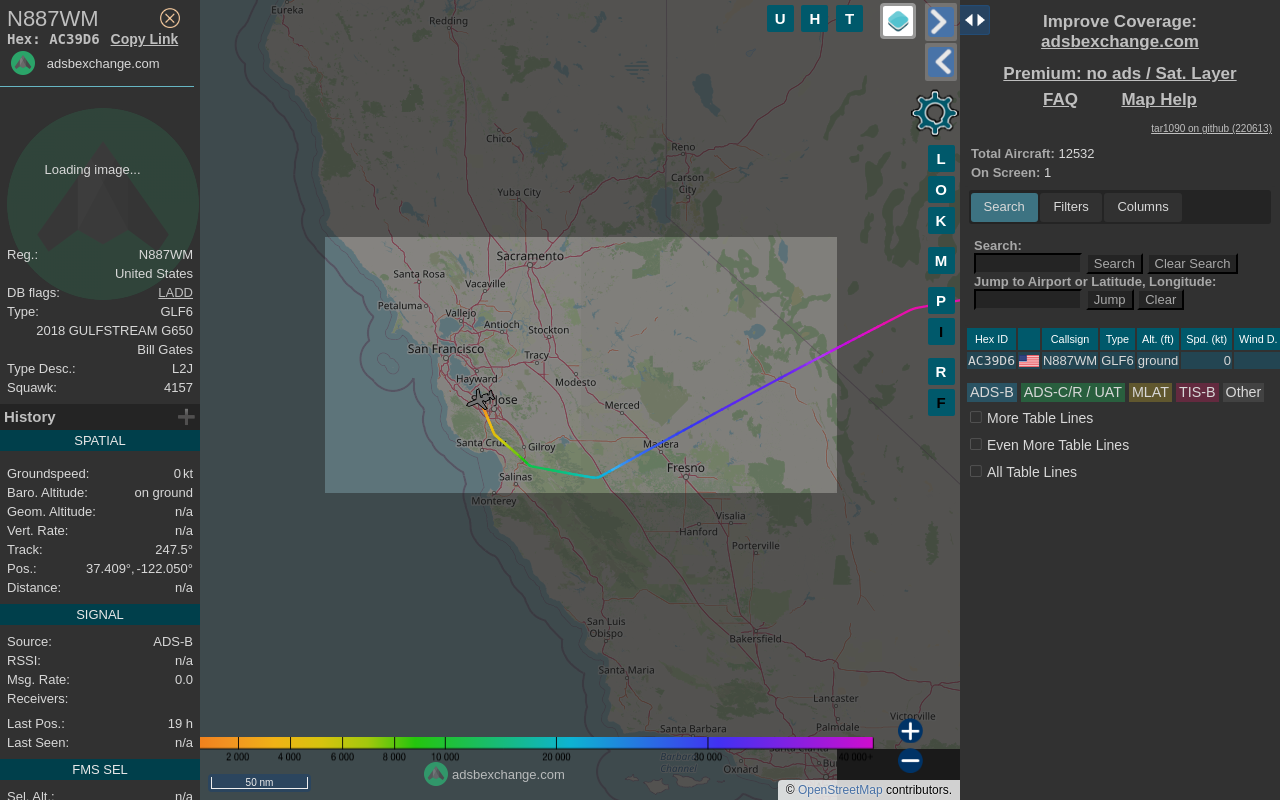 N887WM
Hex: AC39D6 Copy Link
adsbexchange.com
Loading image...
Reg.: N887WM
United States
DB flags: LADD
Type: GLF6
2018 GULFSTREAM G650
Bill Gates
Type Desc.: L2J
Squawk: 4157
History
SPATIAL
Groundspeed: 0 kt
Baro. Altitude: on ground
Geom. Altitude: n/a
Vert. Rate: n/a
Track: 247.5°
Pos.: 37.409°, -122.050°
Distance: n/a
SIGNAL
Source: ADS-B
RSSI: n/a
Msg. Rate: 0.0
Receivers:
Last Pos.: 19 h
Last Seen: n/a
FMS SEL
Sel. Alt.: n/a
Eureka
Redding
Chico
Reno
Carson
City
Yuba City
Sacramento
Santa Rosa
Vacaville
Petaluma
Vallejo
Antioch
Stockton
San Francisco
Tracy
Hayward
Modesto
Jose
Merced
Santa Cruz
Gilroy
Madera
Fresno
Salinas
Monterey
Visalia
Hanford
Porterville
San Luis
Obispo
Bakersfield
Santa Maria
Lancaster
Victorville
Palmdale
Santa Barbara
Channel
Oxnard
2 000 4 000 6 000 8 000 10 000 20 000 30 000 40 000+
50 nm
adsbexchange.com
© OpenStreetMap contributors.
U H T
L
O
K
M
P
I
R
F
Improve Coverage:
adsbexchange.com
Premium: no ads / Sat. Layer
FAQ Map Help
tar1090 on github (220613)
Total Aircraft: 12532
On Screen: 1
Search Filters Columns
Search:
Search Clear Search
Jump to Airport or Latitude, Longitude:
Jump Clear
Hex ID Callsign Type Alt. (ft) Spd. (kt) Wind D.
AC39D6 N887WM GLF6 ground 0
ADS-B ADS-C/R / UAT MLAT TIS-B Other
More Table Lines
Even More Table Lines
All Table Lines